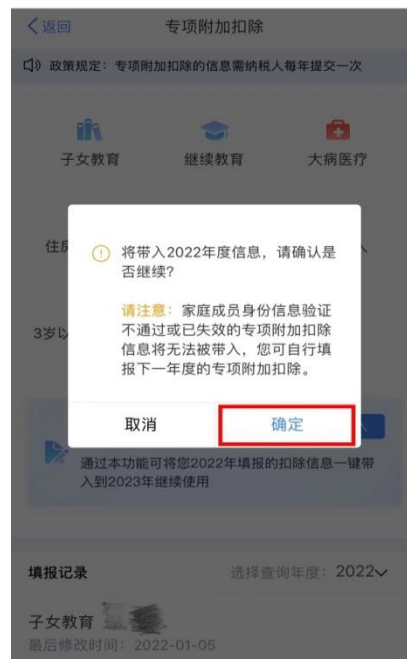 返回
专项附加扣除
政策规定：专项附加扣除的信息需纳税人每年提交一次
子女教育
继续教育
大病医疗
住房
将带入2022年度信息，请确认是
否继续？
请注意：家庭成员身份信息验证
不通过或已失效的专项附加扣除
信息将无法被带入，您可自行填
报下一年度的专项附加扣除。
3岁以
取消
确定
通过本功能可将您2022年填报的扣除信息一键带
入到2023年继续使用
填报记录
选择查询年度：2022
子女教育
最后修改时间：2022-01-05